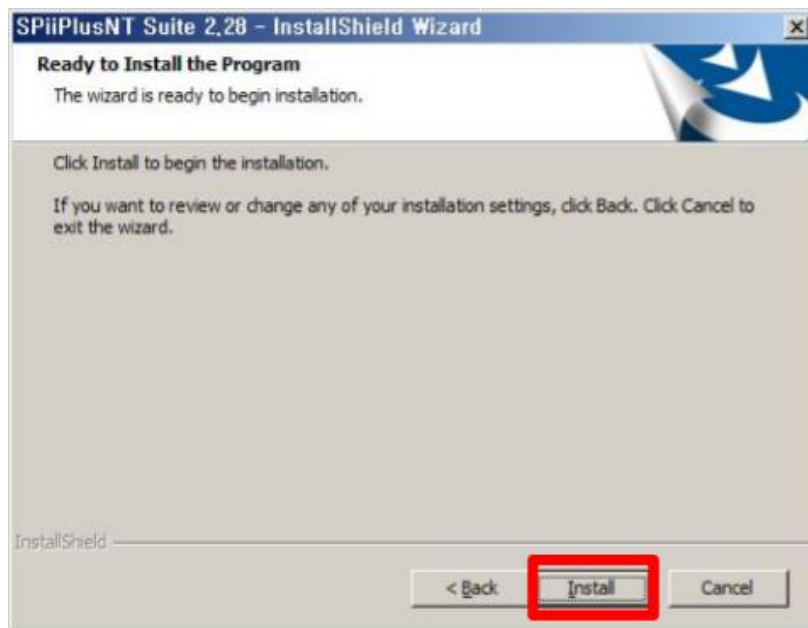 SPiiPlusNT Suite 2.28 - InstallShield Wizard
Ready to Install the Program
The wizard is ready to begin installation.
Click Install to begin the installation.
If you want to review or change any of your installation settings, click Back. Click Cancel to
exit the wizard.
InstallShield
< Back
Install
Cancel